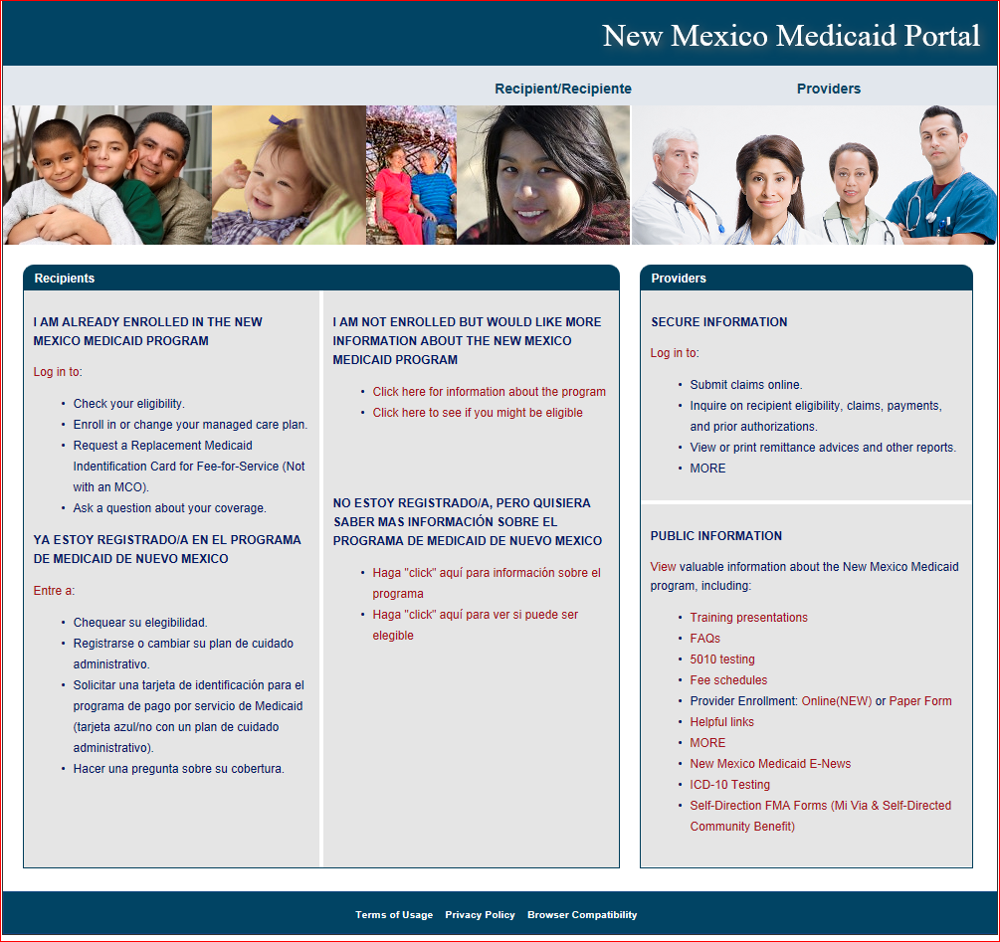 New Mexico Medicaid Portal
Recipient/Recipiente
Providers
Recipients
I AM ALREADY ENROLLED IN THE NEW
MEXICO MEDICAID PROGRAM
Log in to:
• Check your eligibility.
• Enroll in or change your managed care plan.
• Request a Replacement Medicaid
Indentification Card for Fee-for-Service (Not
with an MCO).
• Ask a question about your coverage.
YA ESTOY REGISTRADO/A EN EL PROGRAMA
DE MEDICAID DE NUEVO MEXICO
Entre a:
• Chequear su elegibilidad.
• Registrarse o cambiar su plan de cuidado
administrativo.
• Solicitar una tarjeta de identificación para el
programa de pago por servicio de Medicaid
(tarjeta azul/no con un plan de cuidado
administrativo).
• Hacer una pregunta sobre su cobertura.
I AM NOT ENROLLED BUT WOULD LIKE MORE
INFORMATION ABOUT THE NEW MEXICO
MEDICAID PROGRAM
• Click here for information about the program
• Click here to see if you might be eligible
NO ESTOY REGISTRADO/A, PERO QUISIERA
SABER MAS INFORMACIÓN SOBRE EL
PROGRAMA DE MEDICAID DE NUEVO MEXICO
• Haga "click" aquí para información sobre el
programa
• Haga "click" aquí para ver si puede ser
elegible
Providers
SECURE INFORMATION
Log in to:
• Submit claims online.
• Inquire on recipient eligibility, claims, payments,
and prior authorizations.
• View or print remittance advices and other reports.
• MORE
PUBLIC INFORMATION
View valuable information about the New Mexico Medicaid
program, including:
• Training presentations
• FAQs
• 5010 testing
• Fee schedules
• Provider Enrollment: Online(NEW) or Paper Form
• Helpful links
• MORE
• New Mexico Medicaid E-News
• ICD-10 Testing
• Self-Direction FMA Forms (Mi Via & Self-Directed
Community Benefit)
Terms of Usage Privacy Policy Browser Compatibility